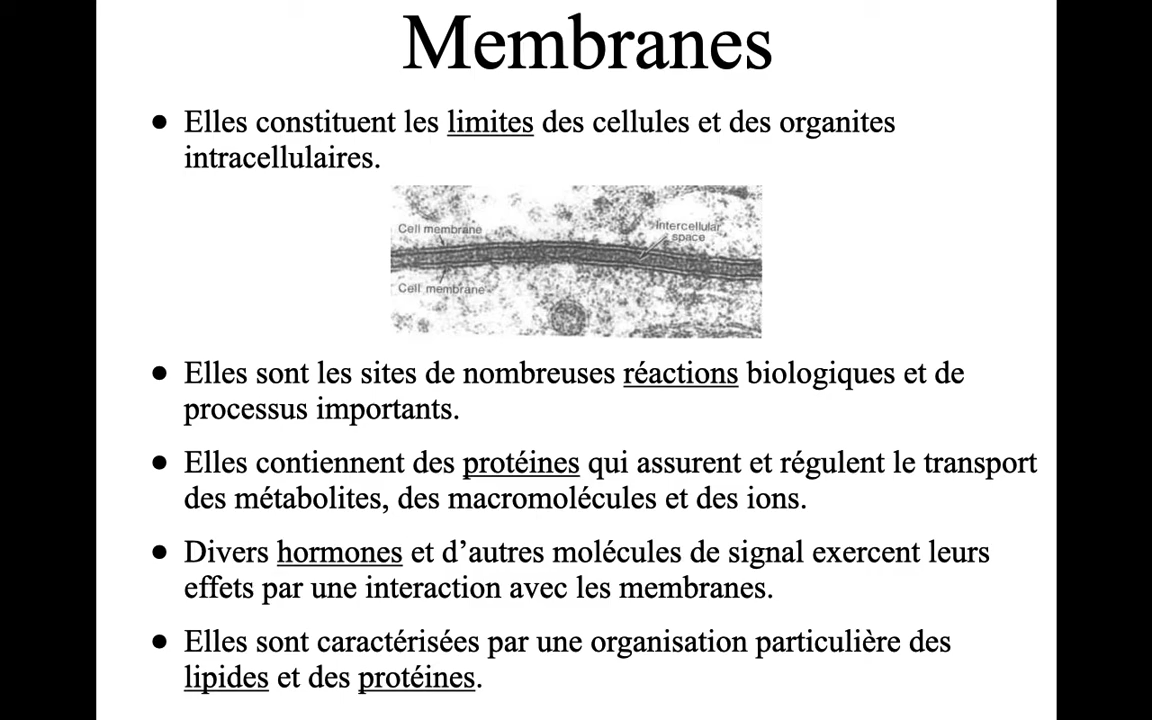 Membranes
● Elles constituent les limites des cellules et des organites
intracellulaires.
Cell membrane
Intercellular
space
Cell membrane
● Elles sont les sites de nombreuses réactions biologiques et de
processus importants.
● Elles contiennent des protéines qui assurent et régulent le transport
des métabolites, des macromolécules et des ions.
● Divers hormones et d’autres molécules de signal exercent leurs
effets par une interaction avec les membranes.
● Elles sont caractérisées par une organisation particulière des
lipides et des protéines.